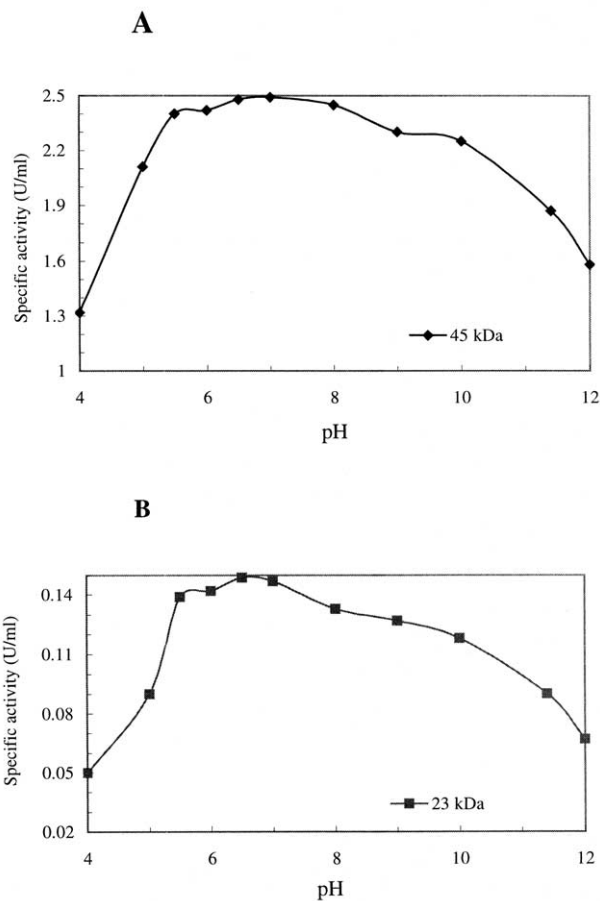 A
2.5
2.2
1.9
1.6
1.3
1
Specific activity (U/ml)
45 kDa
4 6 8 10 12
pH
B
0.14
0.11
0.08
0.05
0.02
Specific activity (U/ml)
23 kDa
4 6 8 10 12
pH